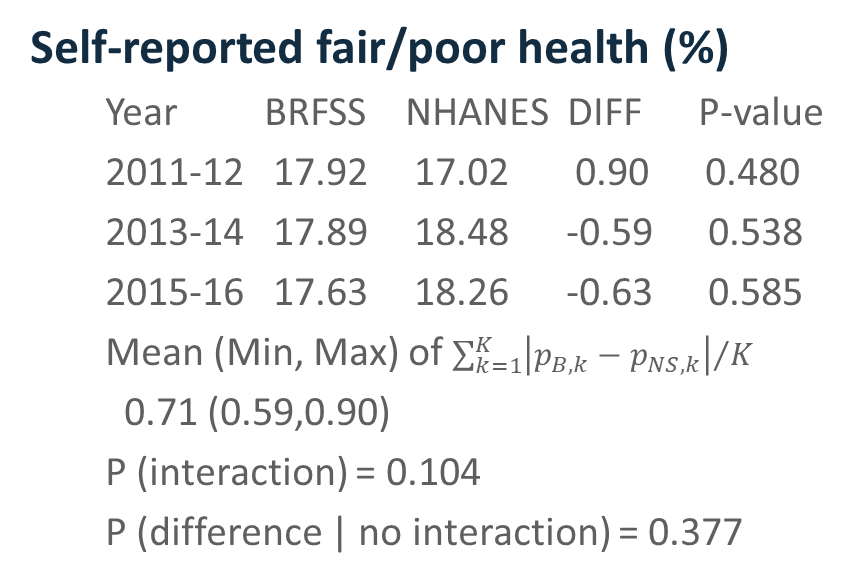 Self-reported fair/poor health (%)
Year BRFSS NHANES DIFF P-value
2011-12 17.92 17.02 0.90 0.480
2013-14 17.89 18.48 -0.59 0.538
2015-16 17.63 18.26 -0.63 0.585
Mean (Min, Max) of ∑_{k=1}^{K}|p_{B,k} − p_{NS,k}|/K
0.71 (0.59,0.90)
P (interaction) = 0.104
P (difference | no interaction) = 0.377